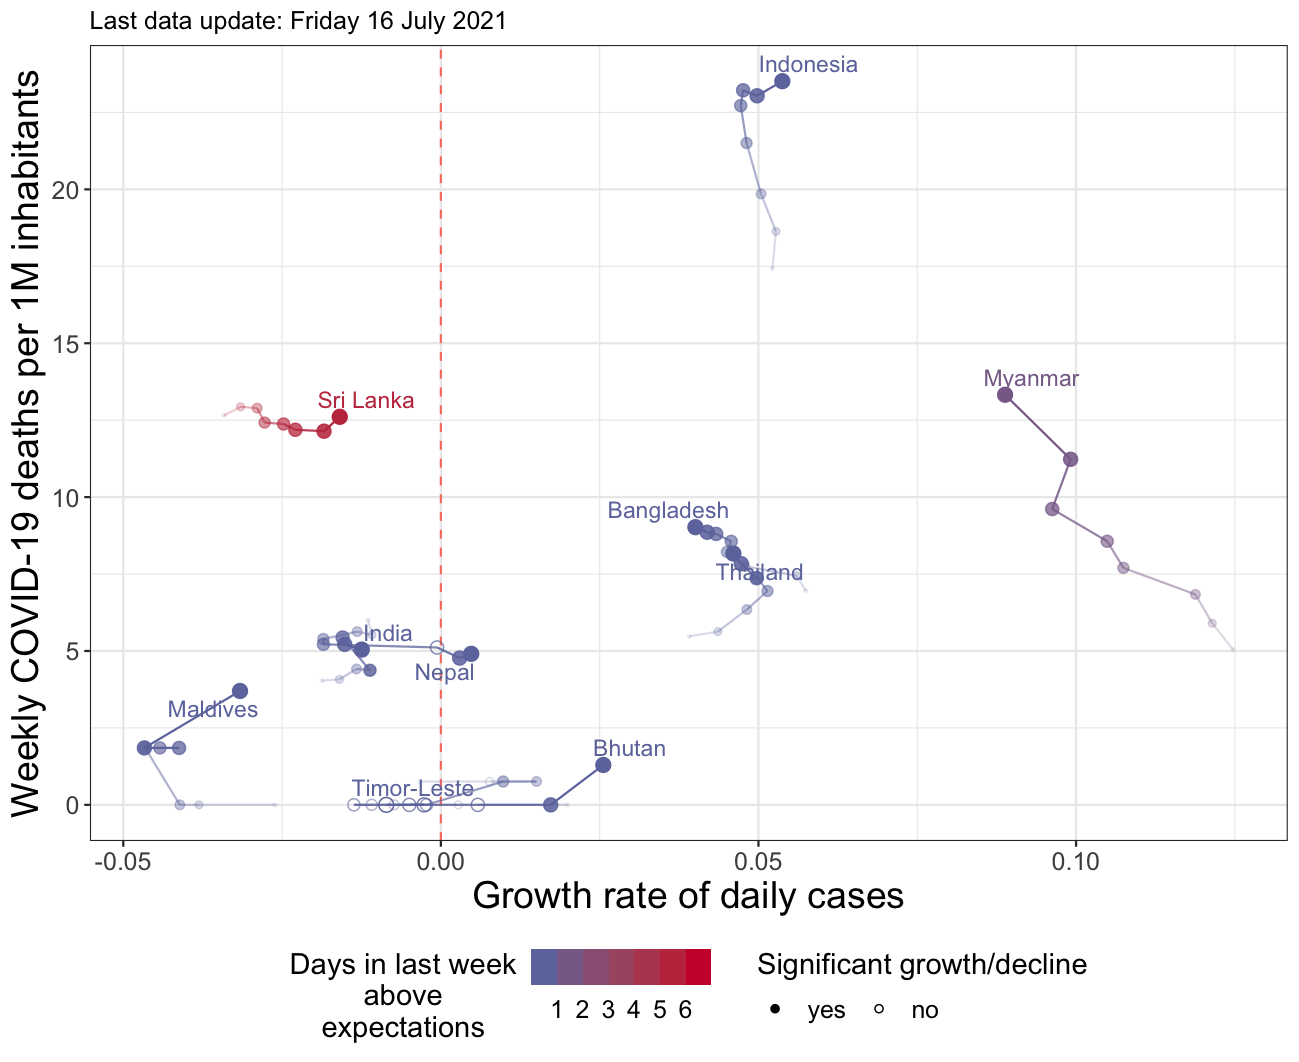 Last data update: Friday 16 July 2021
Weekly COVID-19 deaths per 1M inhabitants
Indonesia
20
15
Myanmar
Sri Lanka
10
Bangladesh
Thailand
5
India
Nepal
Maldives
Bhutan
Timor-Leste
0
-0.05 0.00 0.05 0.10
Growth rate of daily cases
Days in last week
above
expectations
1 2 3 4 5 6
Significant growth/decline
yes no